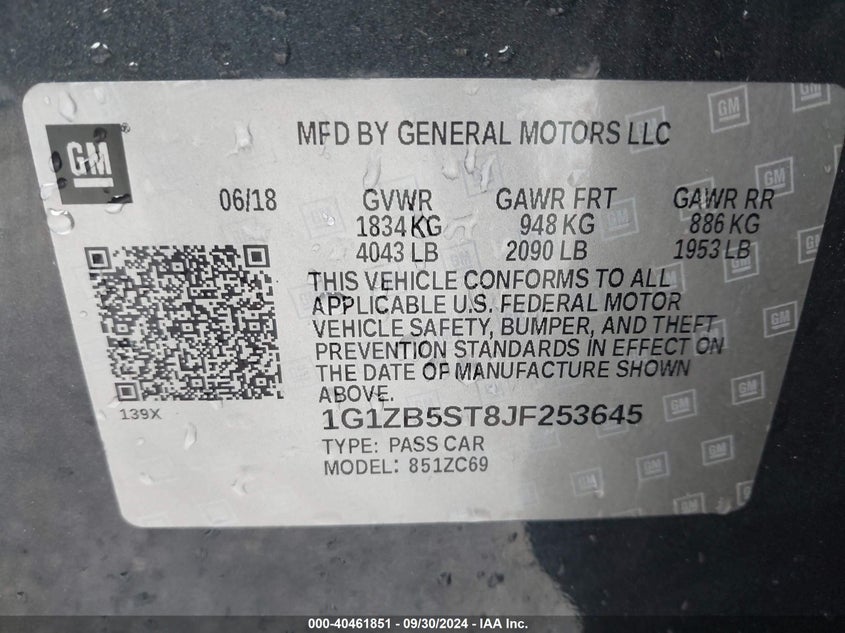 MFD BY GENERAL MOTORS LLC
GM
06/18 GVWR GAWR FRT GAWR RR
1834 KG 948 KG 886 KG
4043 LB 2090 LB 1953 LB
THIS VEHICLE CONFORMS TO ALL
APPLICABLE U.S. FEDERAL MOTOR
VEHICLE SAFETY, BUMPER, AND THEFT
PREVENTION STANDARDS IN EFFECT ON
THE DATE OF MANUFACTURE SHOWN
ABOVE.
139X
1G1ZB5ST8JF253645
TYPE: PASS CAR
MODEL: 851ZC69
000-40461851 - 09/30/2024 - IAA Inc.